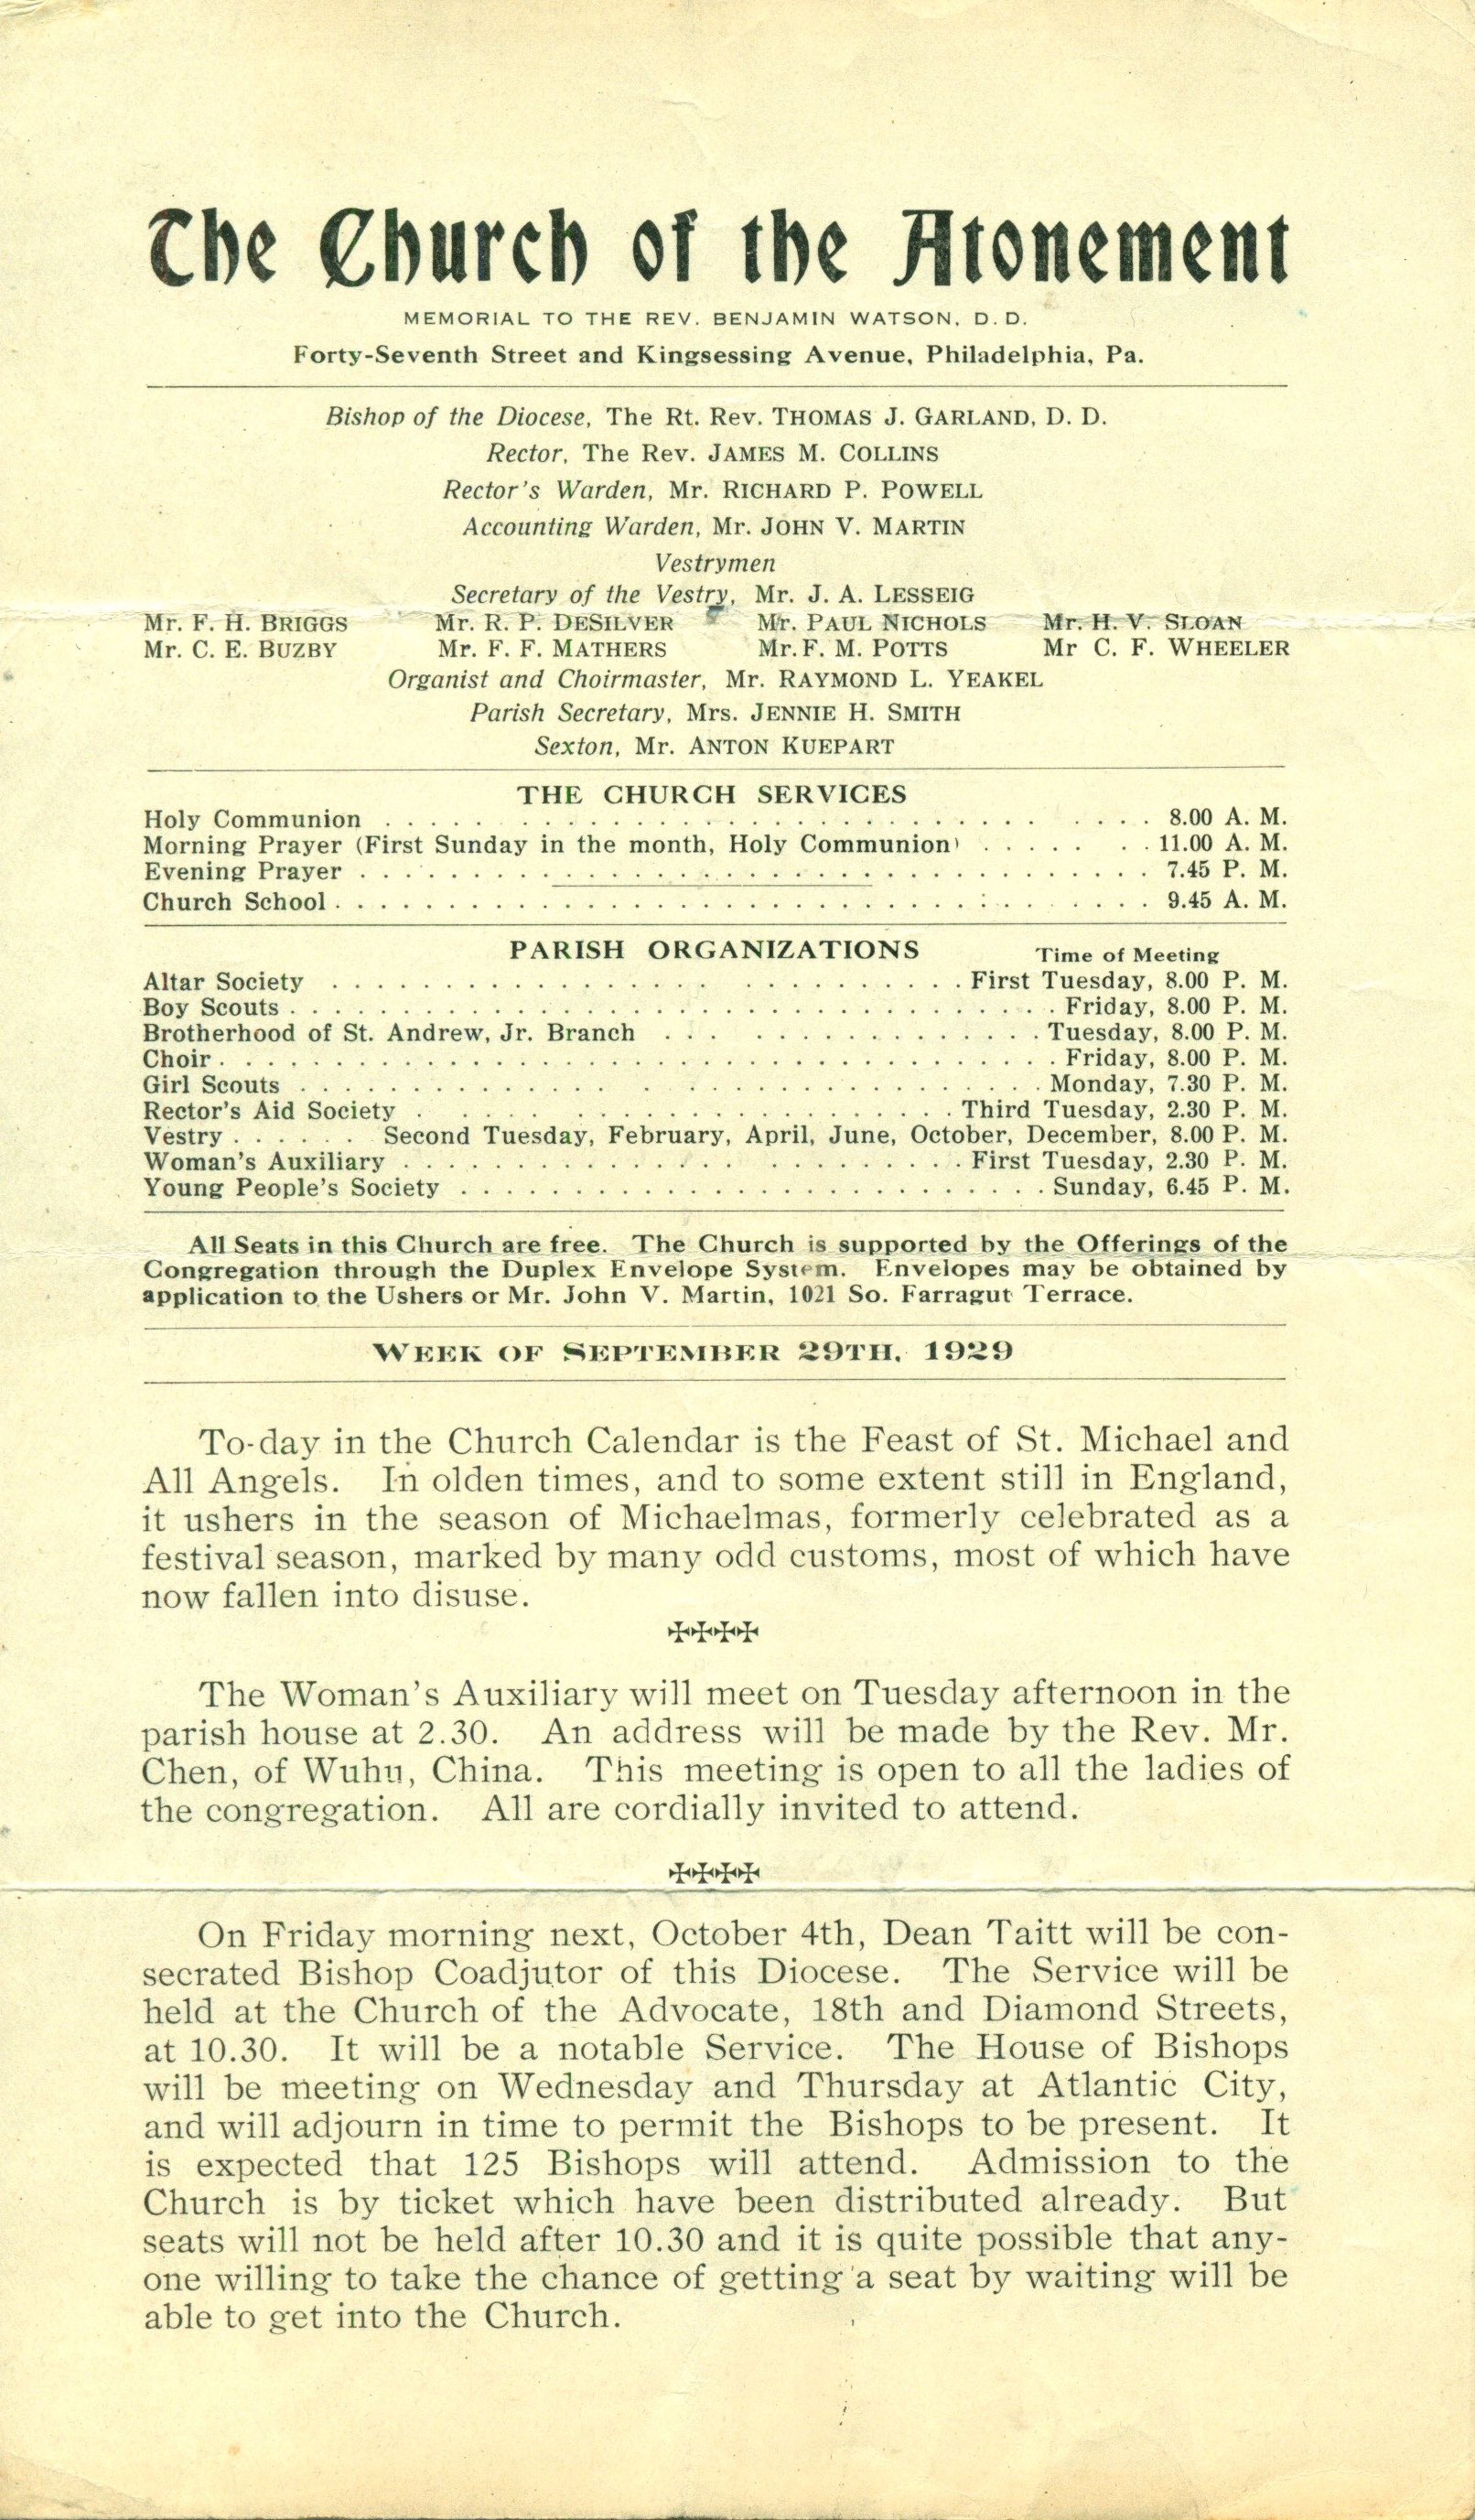 The Church of the Atonement
MEMORIAL TO THE REV. BENJAMIN WATSON, D. D.
Forty-Seventh Street and Kingsessing Avenue, Philadelphia, Pa.
Bishop of the Diocese, The Rt. Rev. THOMAS J. GARLAND, D. D.
Rector, The Rev. JAMES M. COLLINS
Rector's Warden, Mr. RICHARD P. POWELL
Accounting Warden, Mr. JOHN V. MARTIN
Vestrymen
Secretary of the Vestry, Mr. J. A. LESSEIG
Mr. F. H. BRIGGS Mr. R. P. DESILVER Mr. PAUL NICHOLS Mr. H. V. SLOAN
Mr. C. E. BUZBY Mr. F. F. MATHERS Mr. F. M. POTTS Mr C. F. WHEELER
Organist and Choirmaster, Mr. RAYMOND L. YEAKEL
Parish Secretary, Mrs. JENNIE H. SMITH
Sexton, Mr. ANTON KUEPART
THE CHURCH SERVICES
Holy Communion . . . . . . . . . . 8.00 A. M.
Morning Prayer (First Sunday in the month, Holy Communion) . . . . . . . 11.00 A. M.
Evening Prayer . . . . . . . . . . 7.45 P. M.
Church School . . . . . . . . . . 9.45 A. M.
PARISH ORGANIZATIONS Time of Meeting
Altar Society . . . . . . . . . . First Tuesday, 8.00 P. M.
Boy Scouts . . . . . . . . . . Friday, 8.00 P. M.
Brotherhood of St. Andrew, Jr. Branch . . . . . . . . . . Tuesday, 8.00 P. M.
Choir . . . . . . . . . . Friday, 8.00 P. M.
Girl Scouts . . . . . . . . . . Monday, 7.30 P. M.
Rector's Aid Society . . . . . . . . . . Third Tuesday, 2.30 P. M.
Vestry . . . . . . Second Tuesday, February, April, June, October, December, 8.00 P. M.
Woman's Auxiliary . . . . . . . . . . First Tuesday, 2.30 P. M.
Young People's Society . . . . . . . . . . Sunday, 6.45 P. M.
All Seats in this Church are free. The Church is supported by the Offerings of the
Congregation through the Duplex Envelope System. Envelopes may be obtained by
application to the Ushers or Mr. John V. Martin, 1021 So. Farragut Terrace.
WEEK OF SEPTEMBER 29TH, 1929
To-day in the Church Calendar is the Feast of St. Michael and
All Angels. In olden times, and to some extent still in England,
it ushers in the season of Michaelmas, formerly celebrated as a
festival season, marked by many odd customs, most of which have
now fallen into disuse.
✠✠✠✠
The Woman's Auxiliary will meet on Tuesday afternoon in the
parish house at 2.30. An address will be made by the Rev. Mr.
Chen, of Wuhu, China. This meeting is open to all the ladies of
the congregation. All are cordially invited to attend.
✠✠✠✠
On Friday morning next, October 4th, Dean Taitt will be con-
secrated Bishop Coadjutor of this Diocese. The Service will be
held at the Church of the Advocate, 18th and Diamond Streets,
at 10.30. It will be a notable Service. The House of Bishops
will be meeting on Wednesday and Thursday at Atlantic City,
and will adjourn in time to permit the Bishops to be present. It
is expected that 125 Bishops will attend. Admission to the
Church is by ticket which have been distributed already. But
seats will not be held after 10.30 and it is quite possible that any-
one willing to take the chance of getting a seat by waiting will be
able to get into the Church.